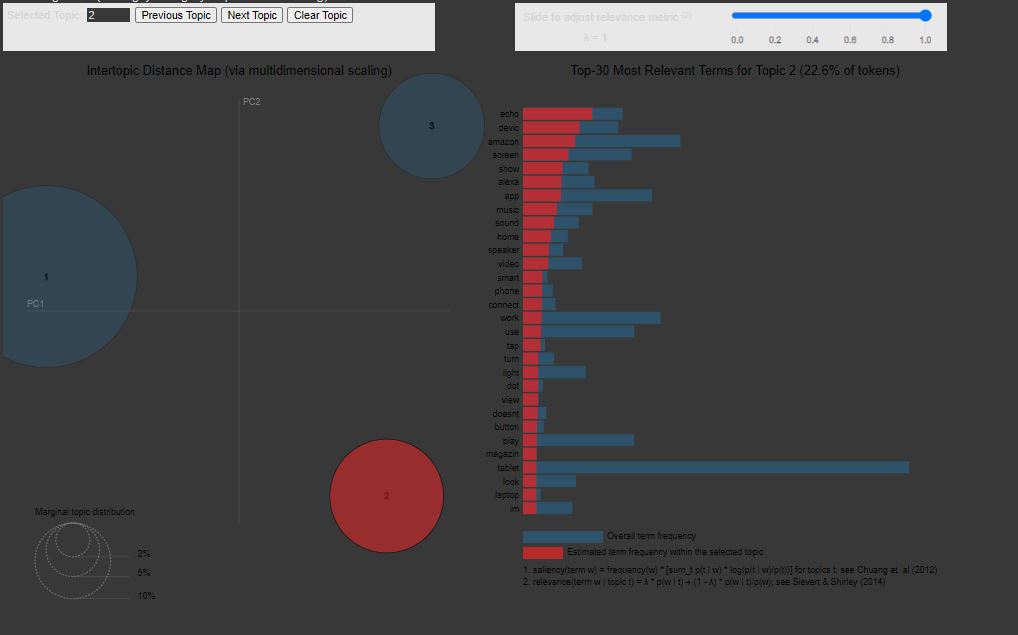 Selected Topic: 2 Previous Topic Next Topic Clear Topic
Slide to adjust relevance metric:(2)
λ = 1
0.0 0.2 0.4 0.6 0.8 1.0
Intertopic Distance Map (via multidimensional scaling)
PC2
3
1
PC1
2
Marginal topic distribution
2%
5%
10%
Top-30 Most Relevant Terms for Topic 2 (22.6% of tokens)
echo
devic
amazon
screen
show
alexa
app
music
sound
home
speaker
video
smart
phone
connect
work
use
tap
turn
light
dot
view
doesnt
button
play
magazin
tablet
look
laptop
im
Overall term frequency
Estimated term frequency within the selected topic
1. saliency(term w) = frequency(w) * [sum_t p(t | w) * log(p(t | w)/p(t))] for topics t; see Chuang et. al (2012)
2. relevance(term w | topic t) = λ * p(w | t) + (1 - λ) * p(w | t)/p(w); see Sievert & Shirley (2014)